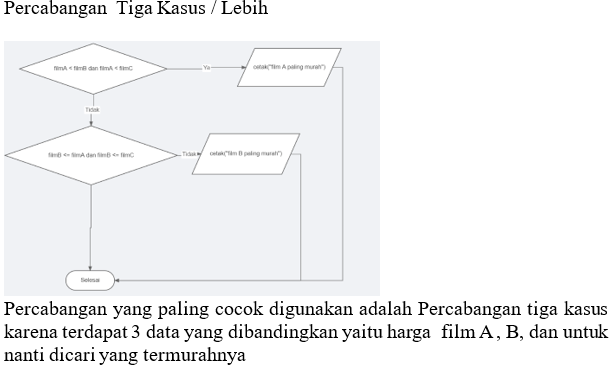 Percabangan  Tiga Kasus / Lebih
filmA < filmB dan filmA < filmC
Ya
cetak("film A paling murah")
Tidak
filmB <= filmA dan filmB <= filmC
Tidak
cetak("film B paling murah")
Selesai
Percabangan yang paling cocok digunakan adalah Percabangan tiga kasus
karena terdapat 3 data yang dibandingkan yaitu harga  film A , B, dan untuk
nanti dicari yang termurahnya